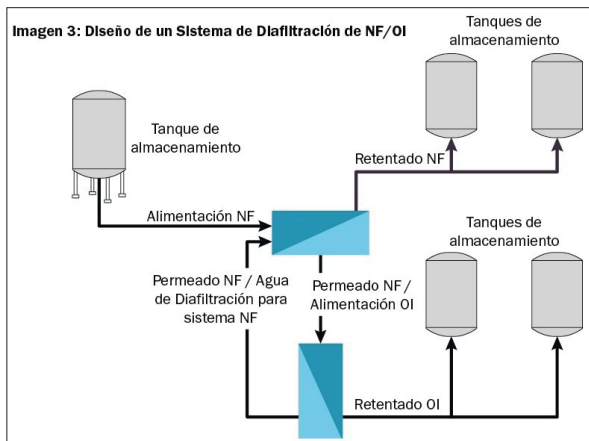 Imagen 3: Diseño de un Sistema de Diafiltración de NF/OI
Tanques de
almacenamiento
Tanque de
almacenamiento
Retentado NF
Alimentación NF
Tanques de
almacenamiento
Permeado NF / Agua
de Diafiltración para
sistema NF
Permeado NF /
Alimentación OI
Retentado OI